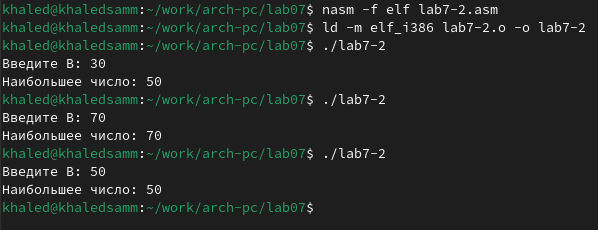 khaled@khaledsamm:~/work/arch-pc/lab07$ nasm -f elf lab7-2.asm
khaled@khaledsamm:~/work/arch-pc/lab07$ ld -m elf_i386 lab7-2.o -o lab7-2
khaled@khaledsamm:~/work/arch-pc/lab07$ ./lab7-2
Введите B: 30
Наибольшее число: 50
khaled@khaledsamm:~/work/arch-pc/lab07$ ./lab7-2
Введите B: 70
Наибольшее число: 70
khaled@khaledsamm:~/work/arch-pc/lab07$ ./lab7-2
Введите B: 50
Наибольшее число: 50
khaled@khaledsamm:~/work/arch-pc/lab07$